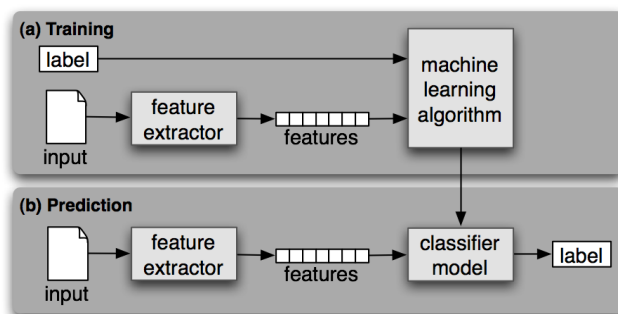 (a) Training
label
machine
learning
algorithm
feature
extractor
features
input
(b) Prediction
feature
extractor
features
classifier
model
label
input